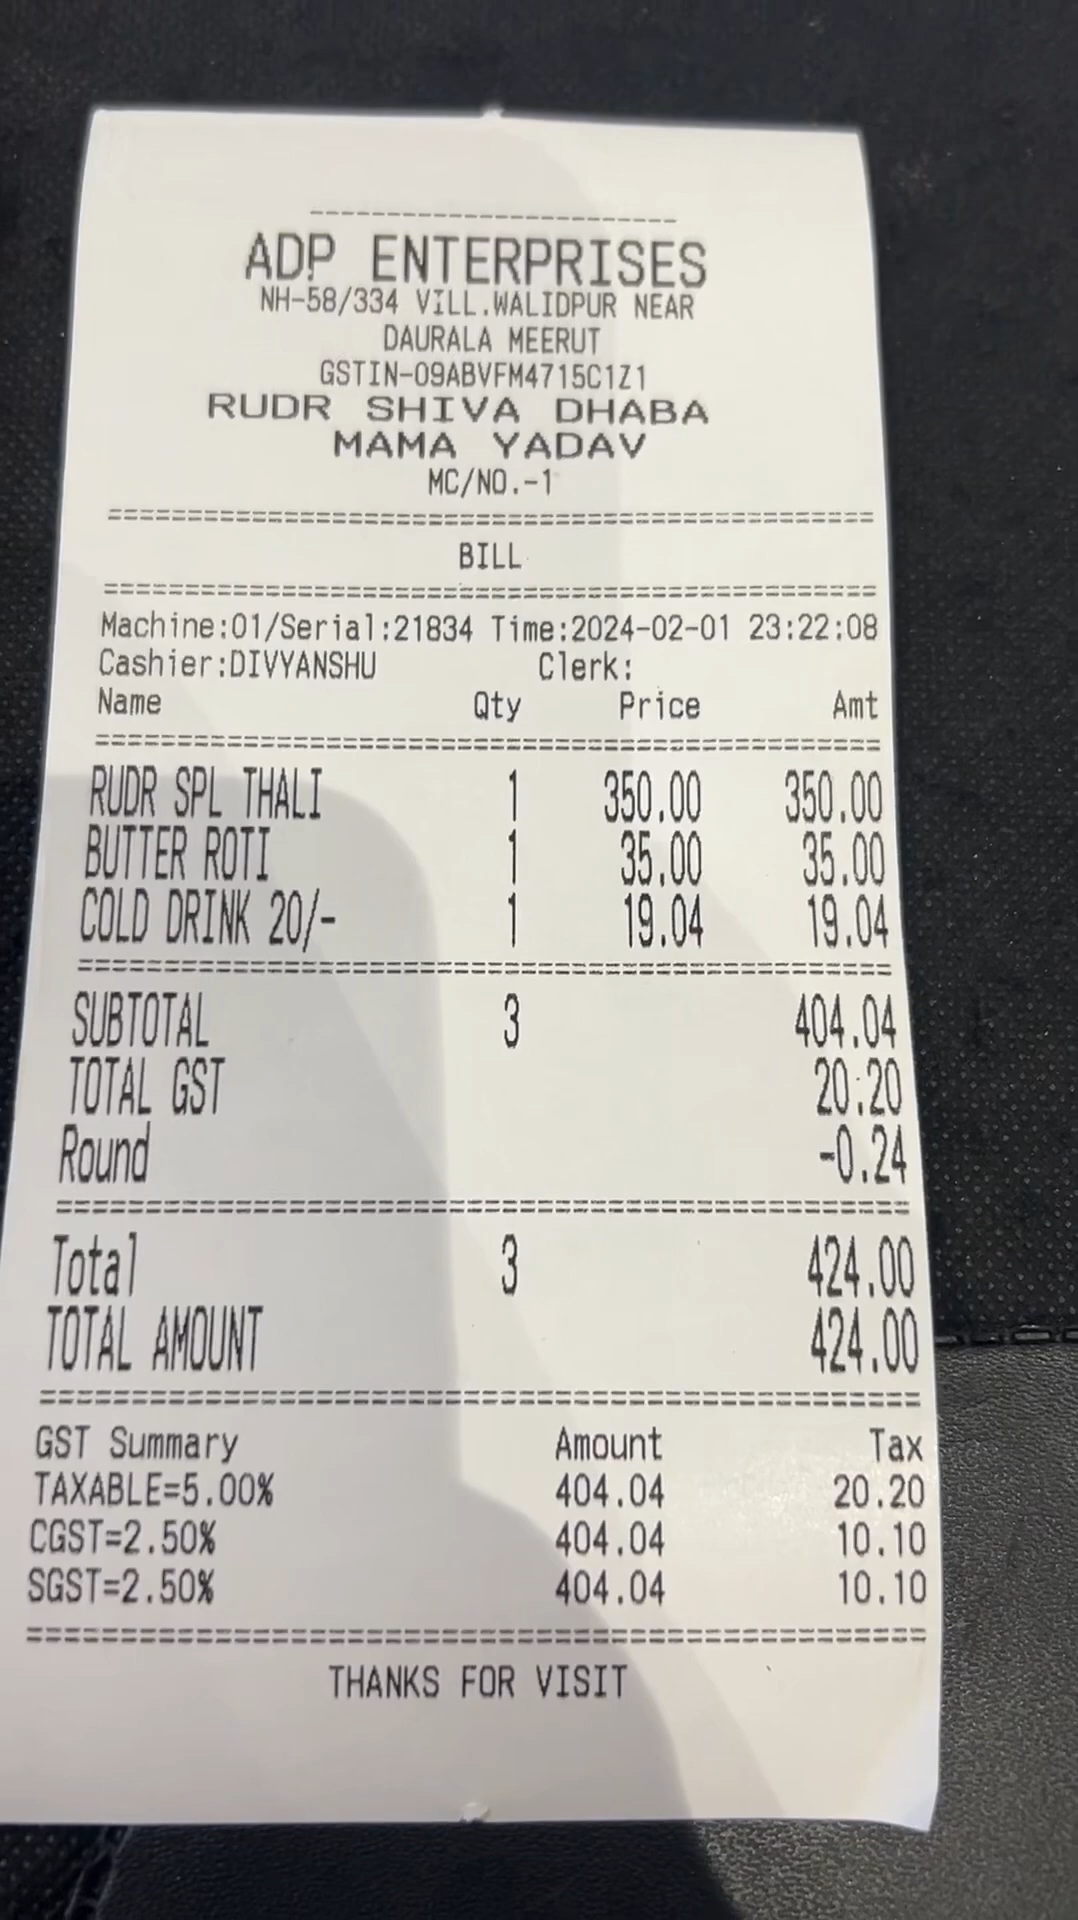 ------------------------
ADP ENTERPRISES
NH-58/334 VILL.WALIDPUR NEAR
DAURALA MEERUT
GSTIN-09ABVFM4715C1Z1
RUDR SHIVA DHABA
MAMA YADAV
MC/NO.-1
================================================
BILL
================================================
Machine:01/Serial:21834 Time:2024-02-01 23:22:08
Cashier:DIVYANSHU Clerk:
Name Qty Price Amt
================================================
RUDR SPL THALI 1 350.00 350.00
BUTTER ROTI 1 35.00 35.00
COLD DRINK 20/- 1 19.04 19.04
================================================
SUBTOTAL 3 404.04
TOTAL GST 20.20
Round -0.24
================================================
Total 3 424.00
TOTAL AMOUNT 424.00
================================================
GST Summary Amount Tax
TAXABLE=5.00% 404.04 20.20
CGST=2.50% 404.04 10.10
SGST=2.50% 404.04 10.10
================================================
THANKS FOR VISIT